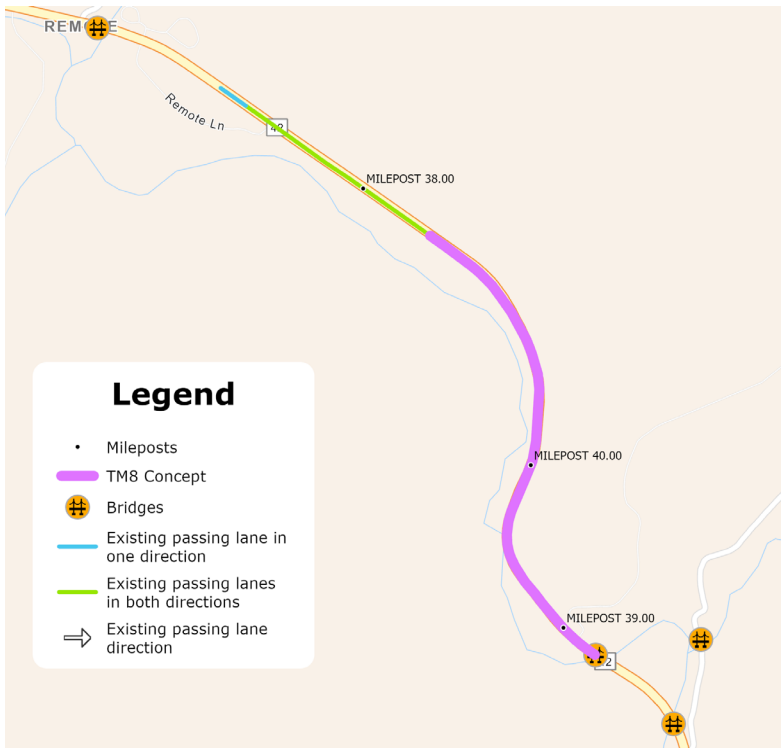 REMOTE
Remote Ln
42
MILEPOST 38.00
MILEPOST 40.00
MILEPOST 39.00
Legend
Mileposts
TM8 Concept
Bridges
Existing passing lane in
one direction
Existing passing lanes
in both directions
Existing passing lane
direction